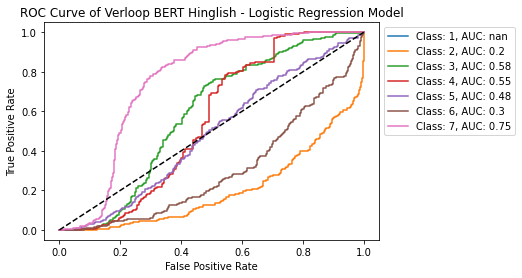 ROC Curve of Verloop BERT Hinglish - Logistic Regression Model
True Positive Rate
1.0
0.8
0.6
0.4
0.2
0.0
0.0 0.2 0.4 0.6 0.8 1.0
False Positive Rate
Class: 1, AUC: nan
Class: 2, AUC: 0.2
Class: 3, AUC: 0.58
Class: 4, AUC: 0.55
Class: 5, AUC: 0.48
Class: 6, AUC: 0.3
Class: 7, AUC: 0.75